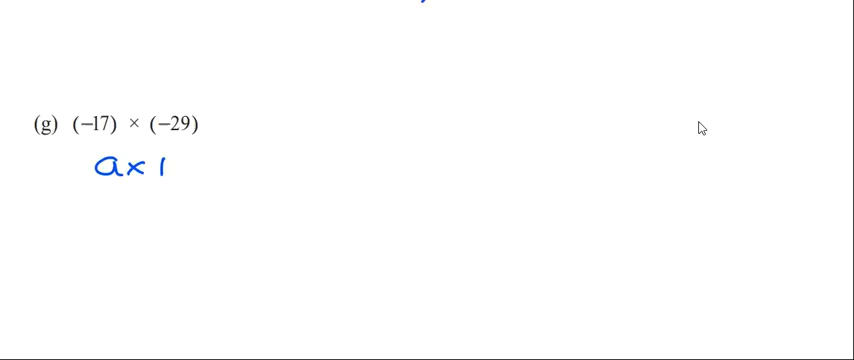 (g) (−17) × (−29)
a × 1